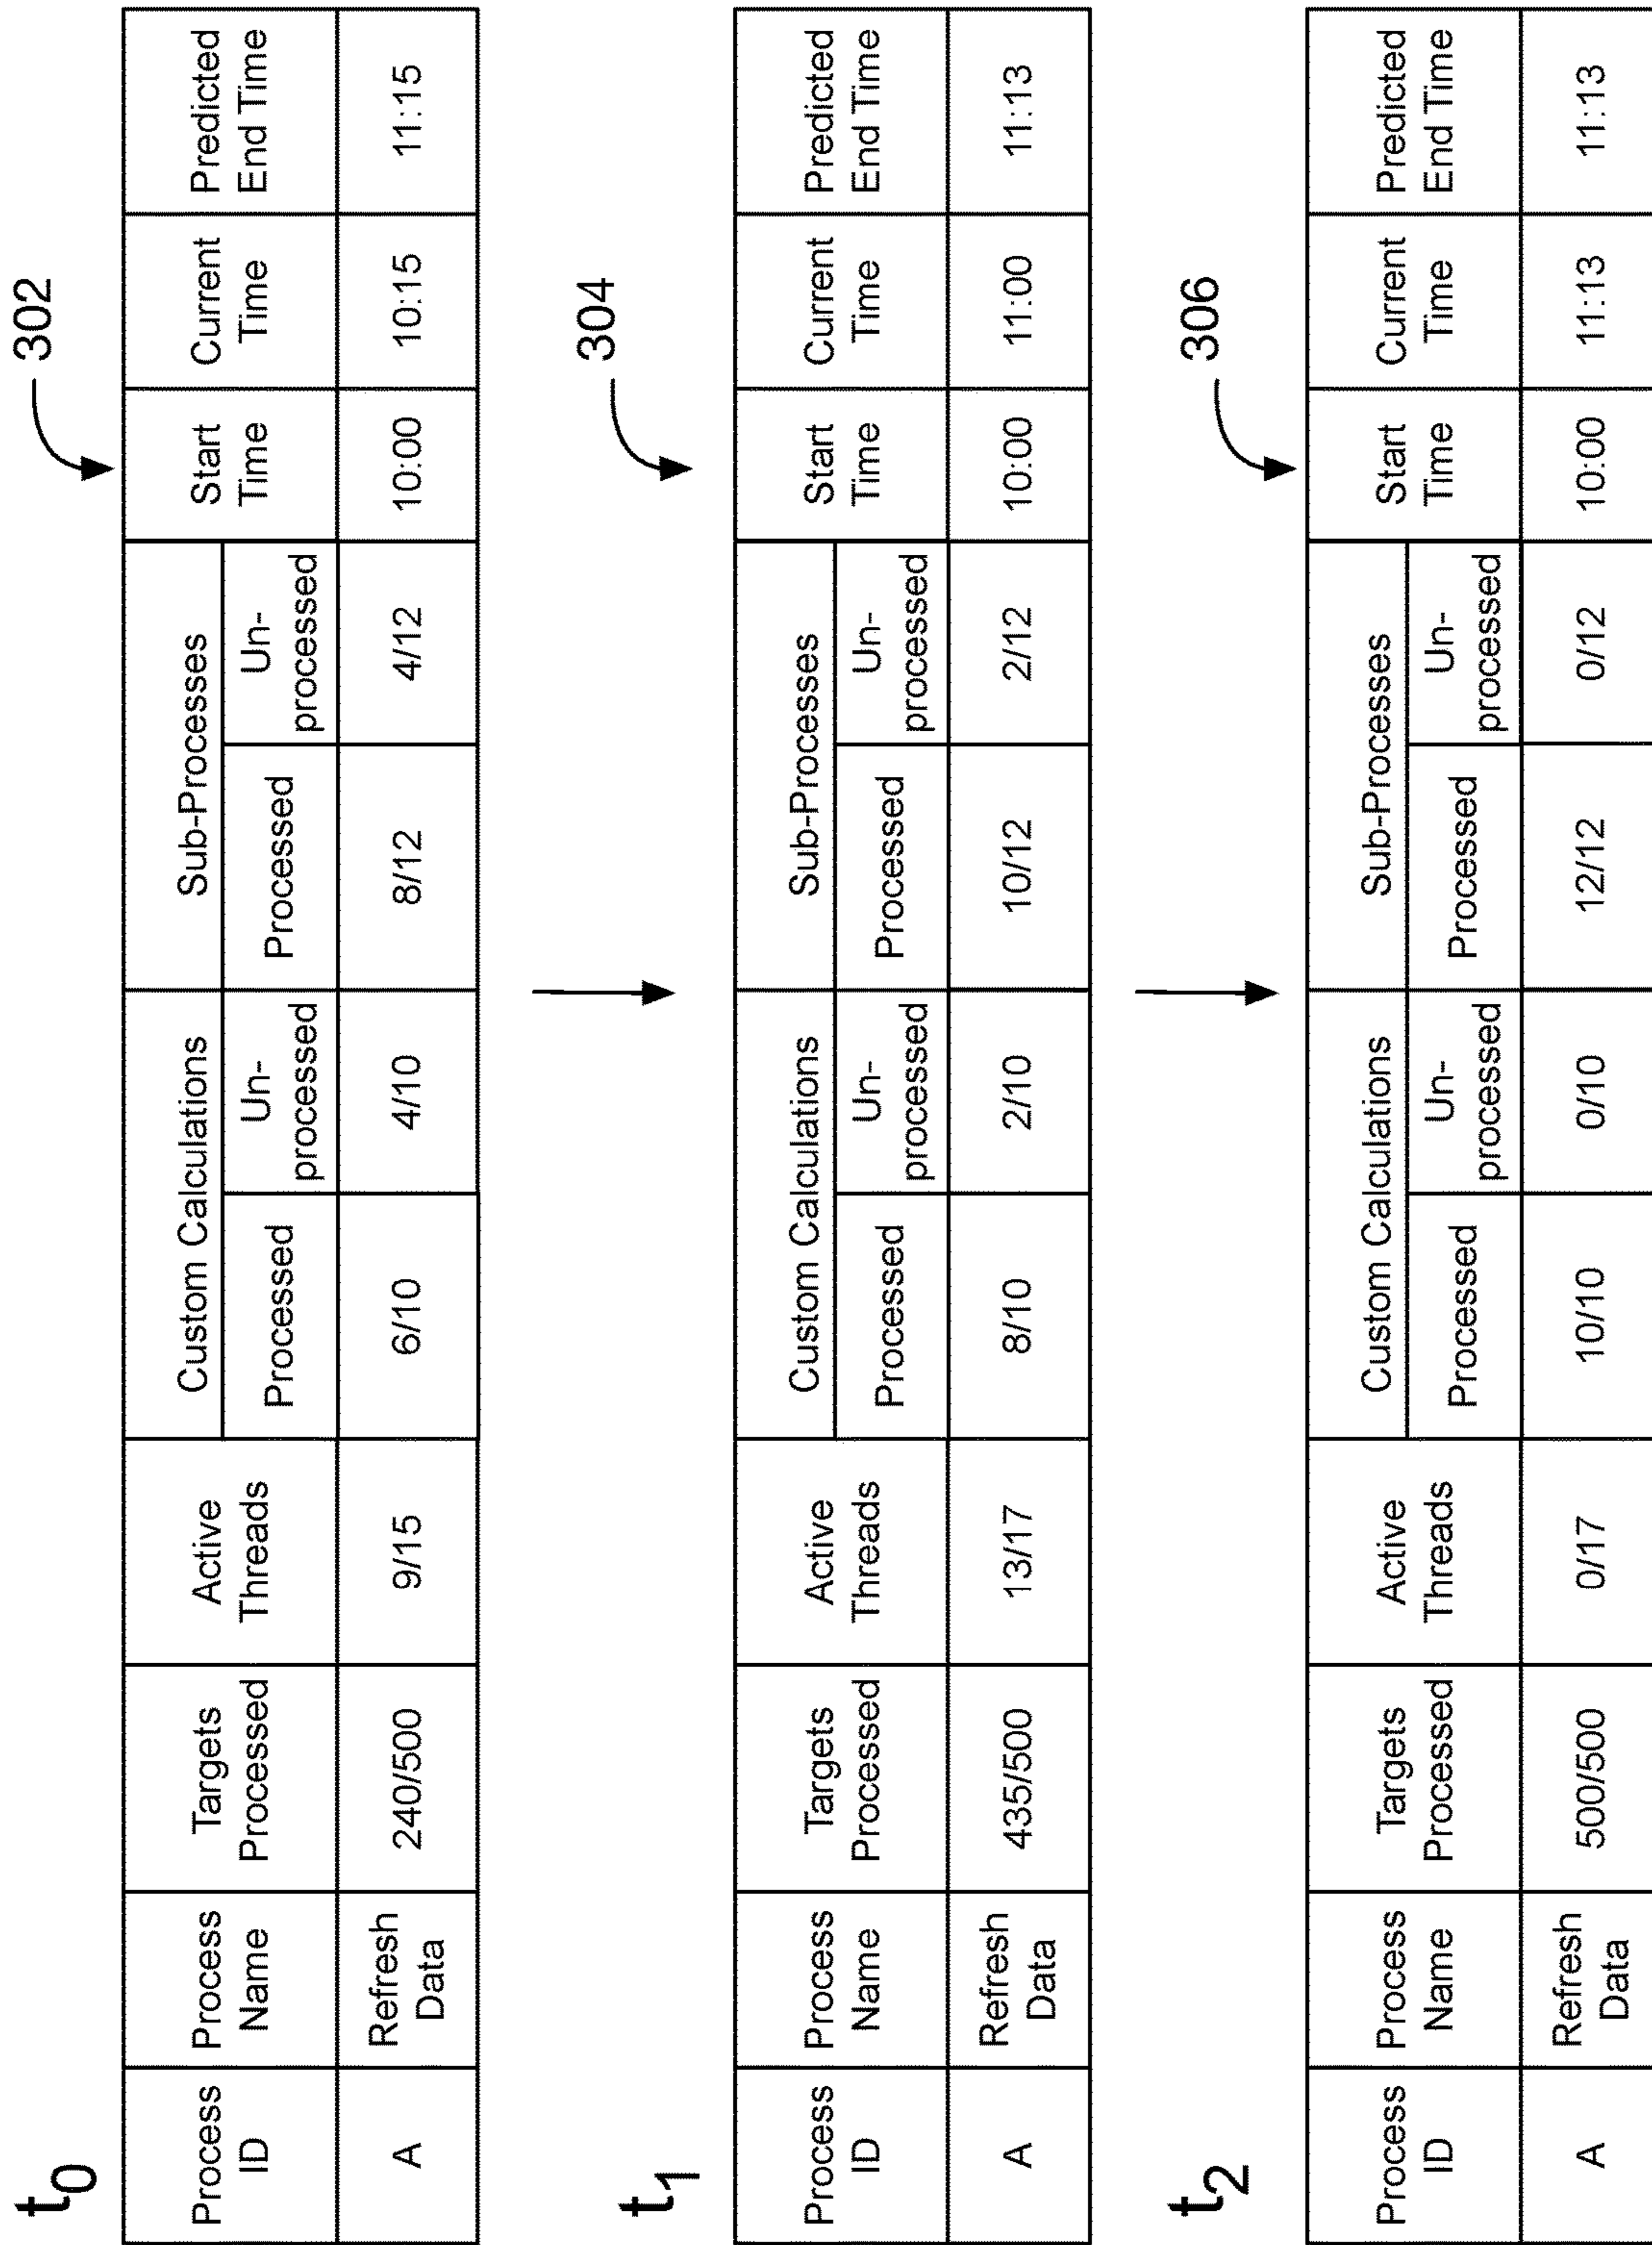 t0
302
Process ID
Process Name
Targets Processed
Active Threads
Custom Calculations
Processed
Un-processed
Sub-Processes
Processed
Un-processed
Start Time
Current Time
Predicted End Time
A
Refresh Data
240/500
9/15
6/10
4/10
8/12
4/12
10:00
10:15
11:15
t1
304
Process ID
Process Name
Targets Processed
Active Threads
Custom Calculations
Processed
Un-processed
Sub-Processes
Processed
Un-processed
Start Time
Current Time
Predicted End Time
A
Refresh Data
435/500
13/17
8/10
2/10
10/12
2/12
10:00
11:00
11:13
t2
306
Process ID
Process Name
Targets Processed
Active Threads
Custom Calculations
Processed
Un-processed
Sub-Processes
Processed
Un-processed
Start Time
Current Time
Predicted End Time
A
Refresh Data
500/500
0/17
10/10
0/10
12/12
0/12
10:00
11:13
11:13